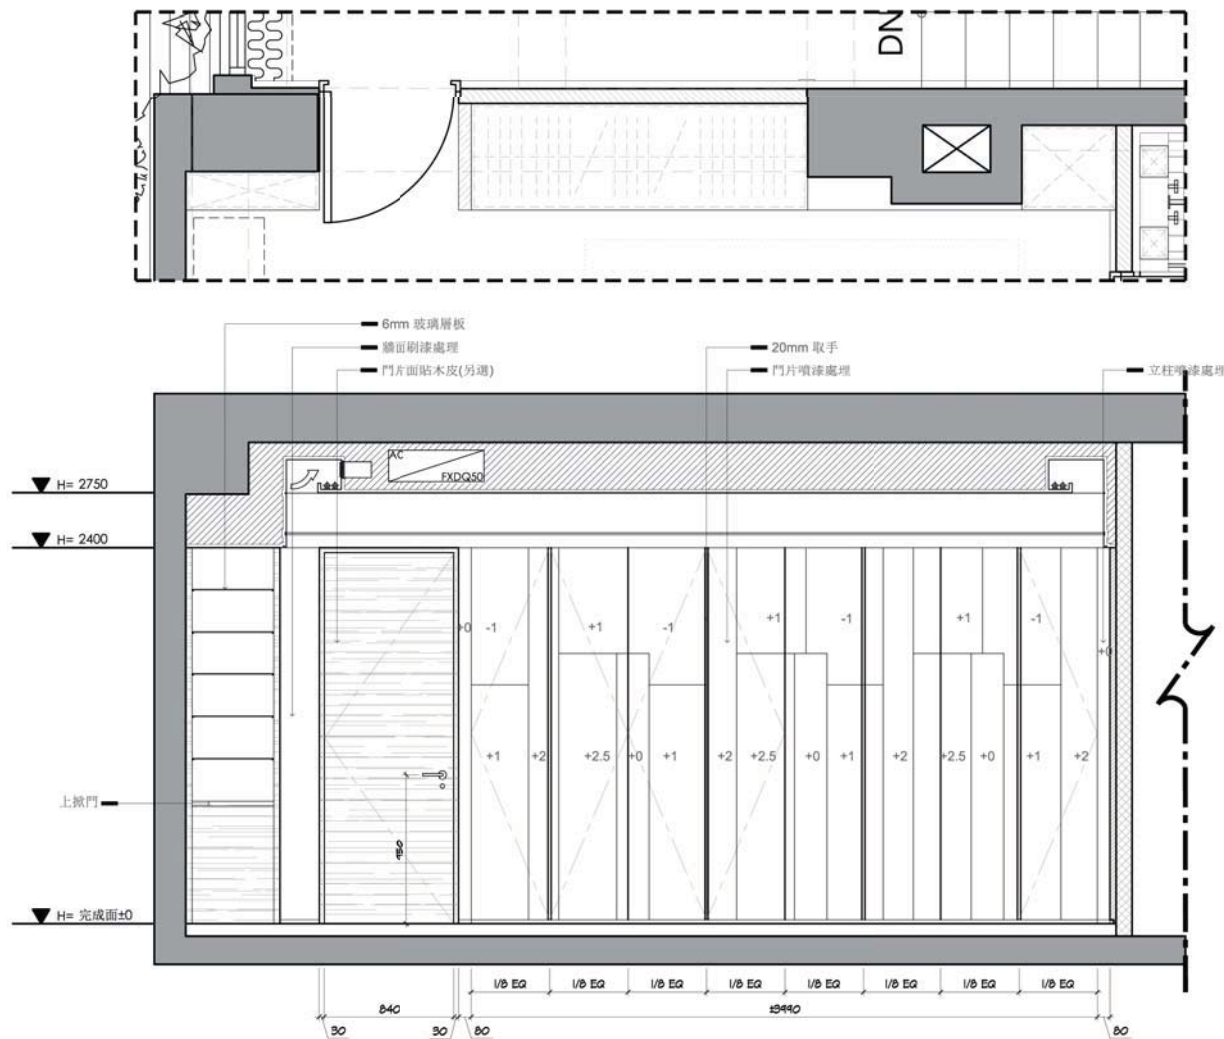 DN
6mm 玻璃層板
牆面刷漆處理
門片面貼木皮(另選)
20mm 取手
門片噴漆處理
立柱噴漆處理
AC
FXDQ50
H= 2750
H= 2400
+0 -1 +1 -1 +1 -1 +1 -1 +0
+1 +2 +2.5 +0 +1 +2 +2.5 +0 +1 +2 +2.5 +0 +1 +2
上掀門
950
H= 完成面±0
1/8 EQ 1/8 EQ 1/8 EQ 1/8 EQ 1/8 EQ 1/8 EQ 1/8 EQ 1/8 EQ
840 ±3990
30 30 80 80